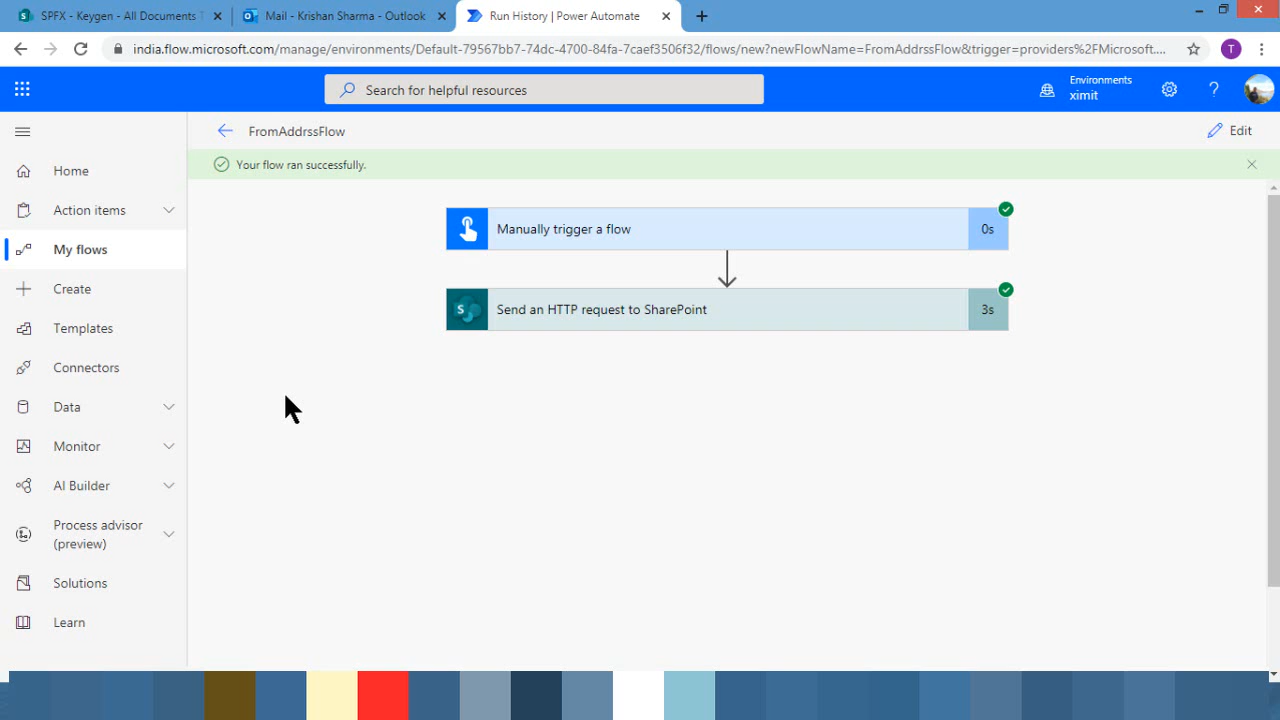 SPFX - Keygen - All Documents
Mail - Krishan Sharma - Outlook
Run History | Power Automate
india.flow.microsoft.com/manage/environments/Default-79567bb7-74dc-4700-84fa-7caef3506f32/flows/new?newFlowName=FromAddrssFlow&trigger=providers%2FMicrosoft....
T
Search for helpful resources
Environments
ximit
FromAddrssFlow
Edit
Your flow ran successfully.
Home
Action items
My flows
Create
Templates
Connectors
Data
Monitor
AI Builder
Process advisor
(preview)
Solutions
Learn
Manually trigger a flow
0s
S
Send an HTTP request to SharePoint
3s